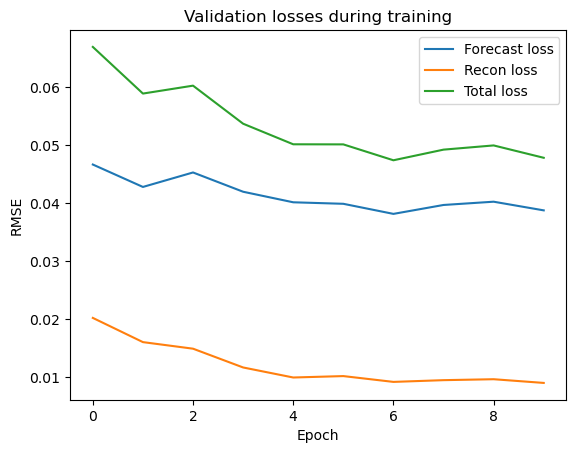 Validation losses during training
Forecast loss
Recon loss
Total loss
0.06
0.05
0.04
0.03
0.02
0.01
RMSE
0 2 4 6 8
Epoch